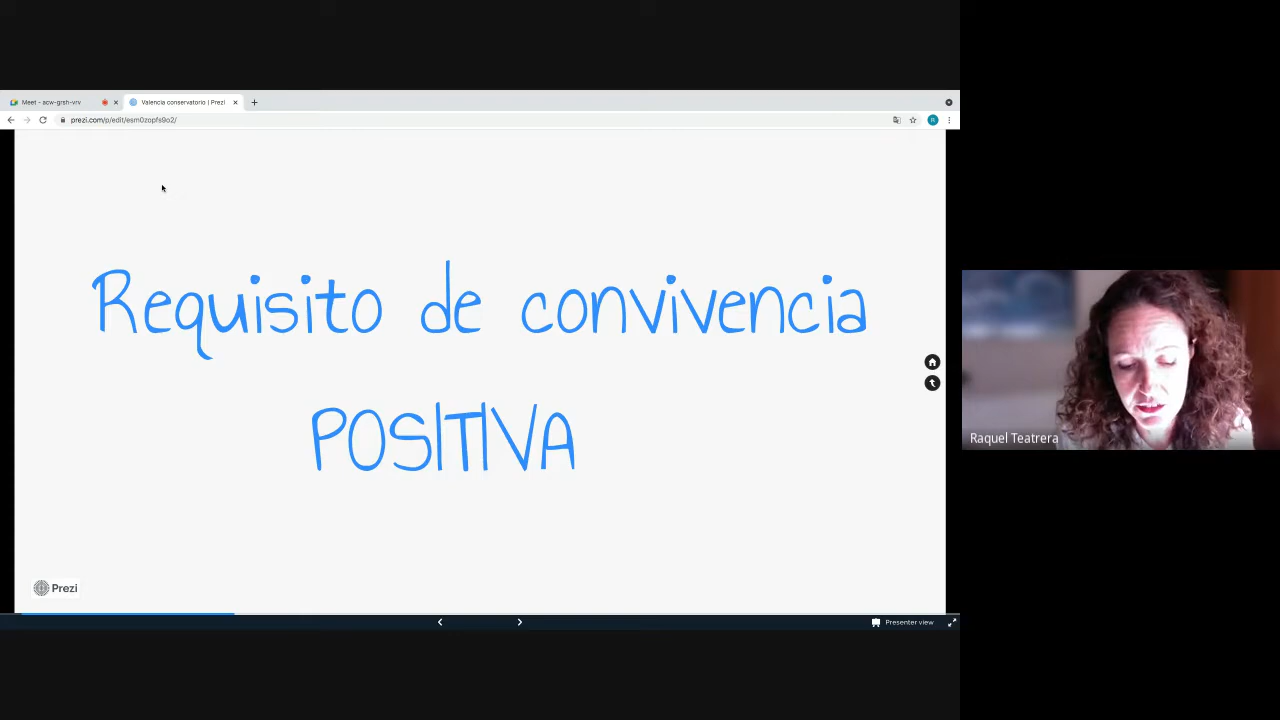 Meet - acw-grsh-vrv
Valencia conservatorio | Prezi
prezi.com/p/edit/esm0zopfs9o2/
R
Requisito de convivencia
POSITIVA
Raquel Teatrera
Prezi
Presenter view